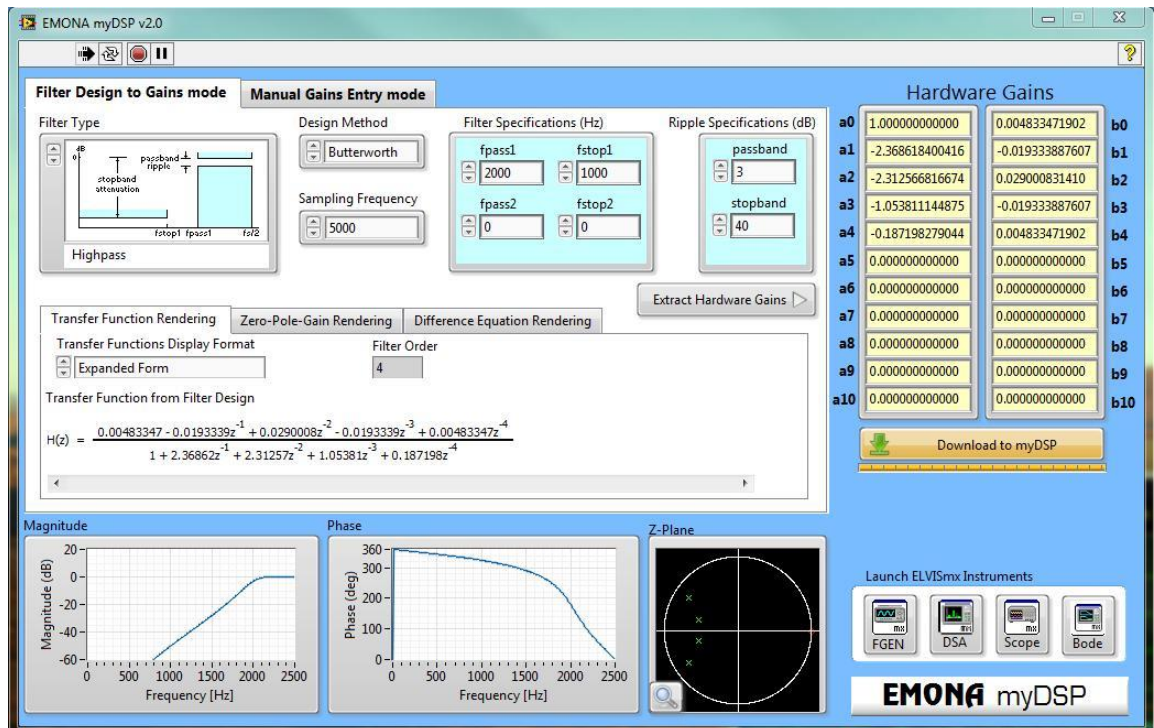 EMONA myDSP v2.0
Filter Design to Gains mode
Manual Gains Entry mode
Filter Type
dB
0
passband
ripple
stopband
attenuation
fstop1 fpass1 fs/2
Highpass
Design Method
Butterworth
Sampling Frequency
5000
Filter Specifications (Hz)
fpass1 fstop1
2000 1000
fpass2 fstop2
0 0
Ripple Specifications (dB)
passband
3
stopband
40
Extract Hardware Gains
Transfer Function Rendering
Zero-Pole-Gain Rendering
Difference Equation Rendering
Transfer Functions Display Format
Expanded Form
Filter Order
4
Transfer Function from Filter Design
H(z) = 
0.00483347 - 0.0193339z^-1 + 0.0290008z^-2 - 0.0193339z^-3 + 0.00483347z^-4
1 + 2.36862z^-1 + 2.31257z^-2 + 1.05381z^-3 + 0.187198z^-4
Hardware Gains
a0 1.000000000000 0.004833471902 b0
a1 -2.368618400416 -0.019333887607 b1
a2 -2.312566816674 0.029000831410 b2
a3 -1.053811144875 -0.019333887607 b3
a4 -0.187198279044 0.004833471902 b4
a5 0.000000000000 0.000000000000 b5
a6 0.000000000000 0.000000000000 b6
a7 0.000000000000 0.000000000000 b7
a8 0.000000000000 0.000000000000 b8
a9 0.000000000000 0.000000000000 b9
a10 0.000000000000 0.000000000000 b10
Download to myDSP
Magnitude
Magnitude (dB)
20
0
-20
-40
-60
0 500 1000 1500 2000 2500
Frequency [Hz]
Phase
Phase (deg)
360
300
200
100
0
0 500 1000 1500 2000 2500
Frequency [Hz]
Z-Plane
Launch ELVISmx Instruments
mx mx mx mx
FGEN DSA Scope Bode
EMONA myDSP